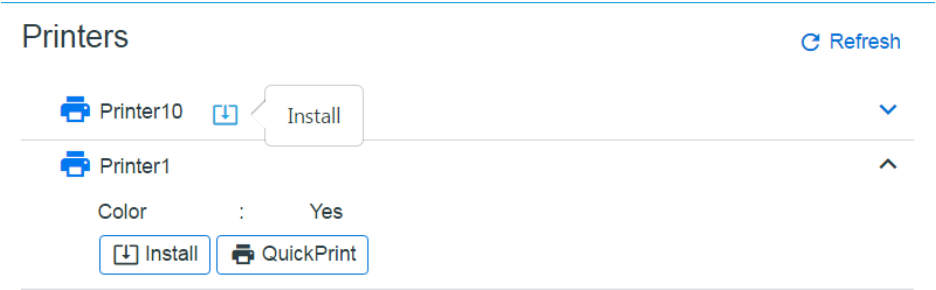 Printers
Refresh
Printer10
Install
Printer1
Color : Yes
Install QuickPrint